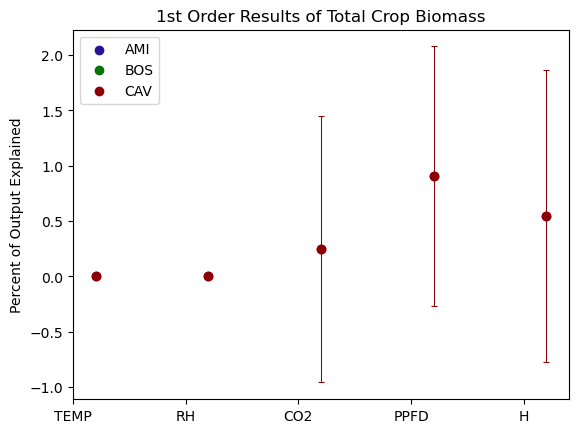 1st Order Results of Total Crop Biomass
AMI
BOS
CAV
Percent of Output Explained
2.0
1.5
1.0
0.5
0.0
−0.5
−1.0
TEMP RH CO2 PPFD H